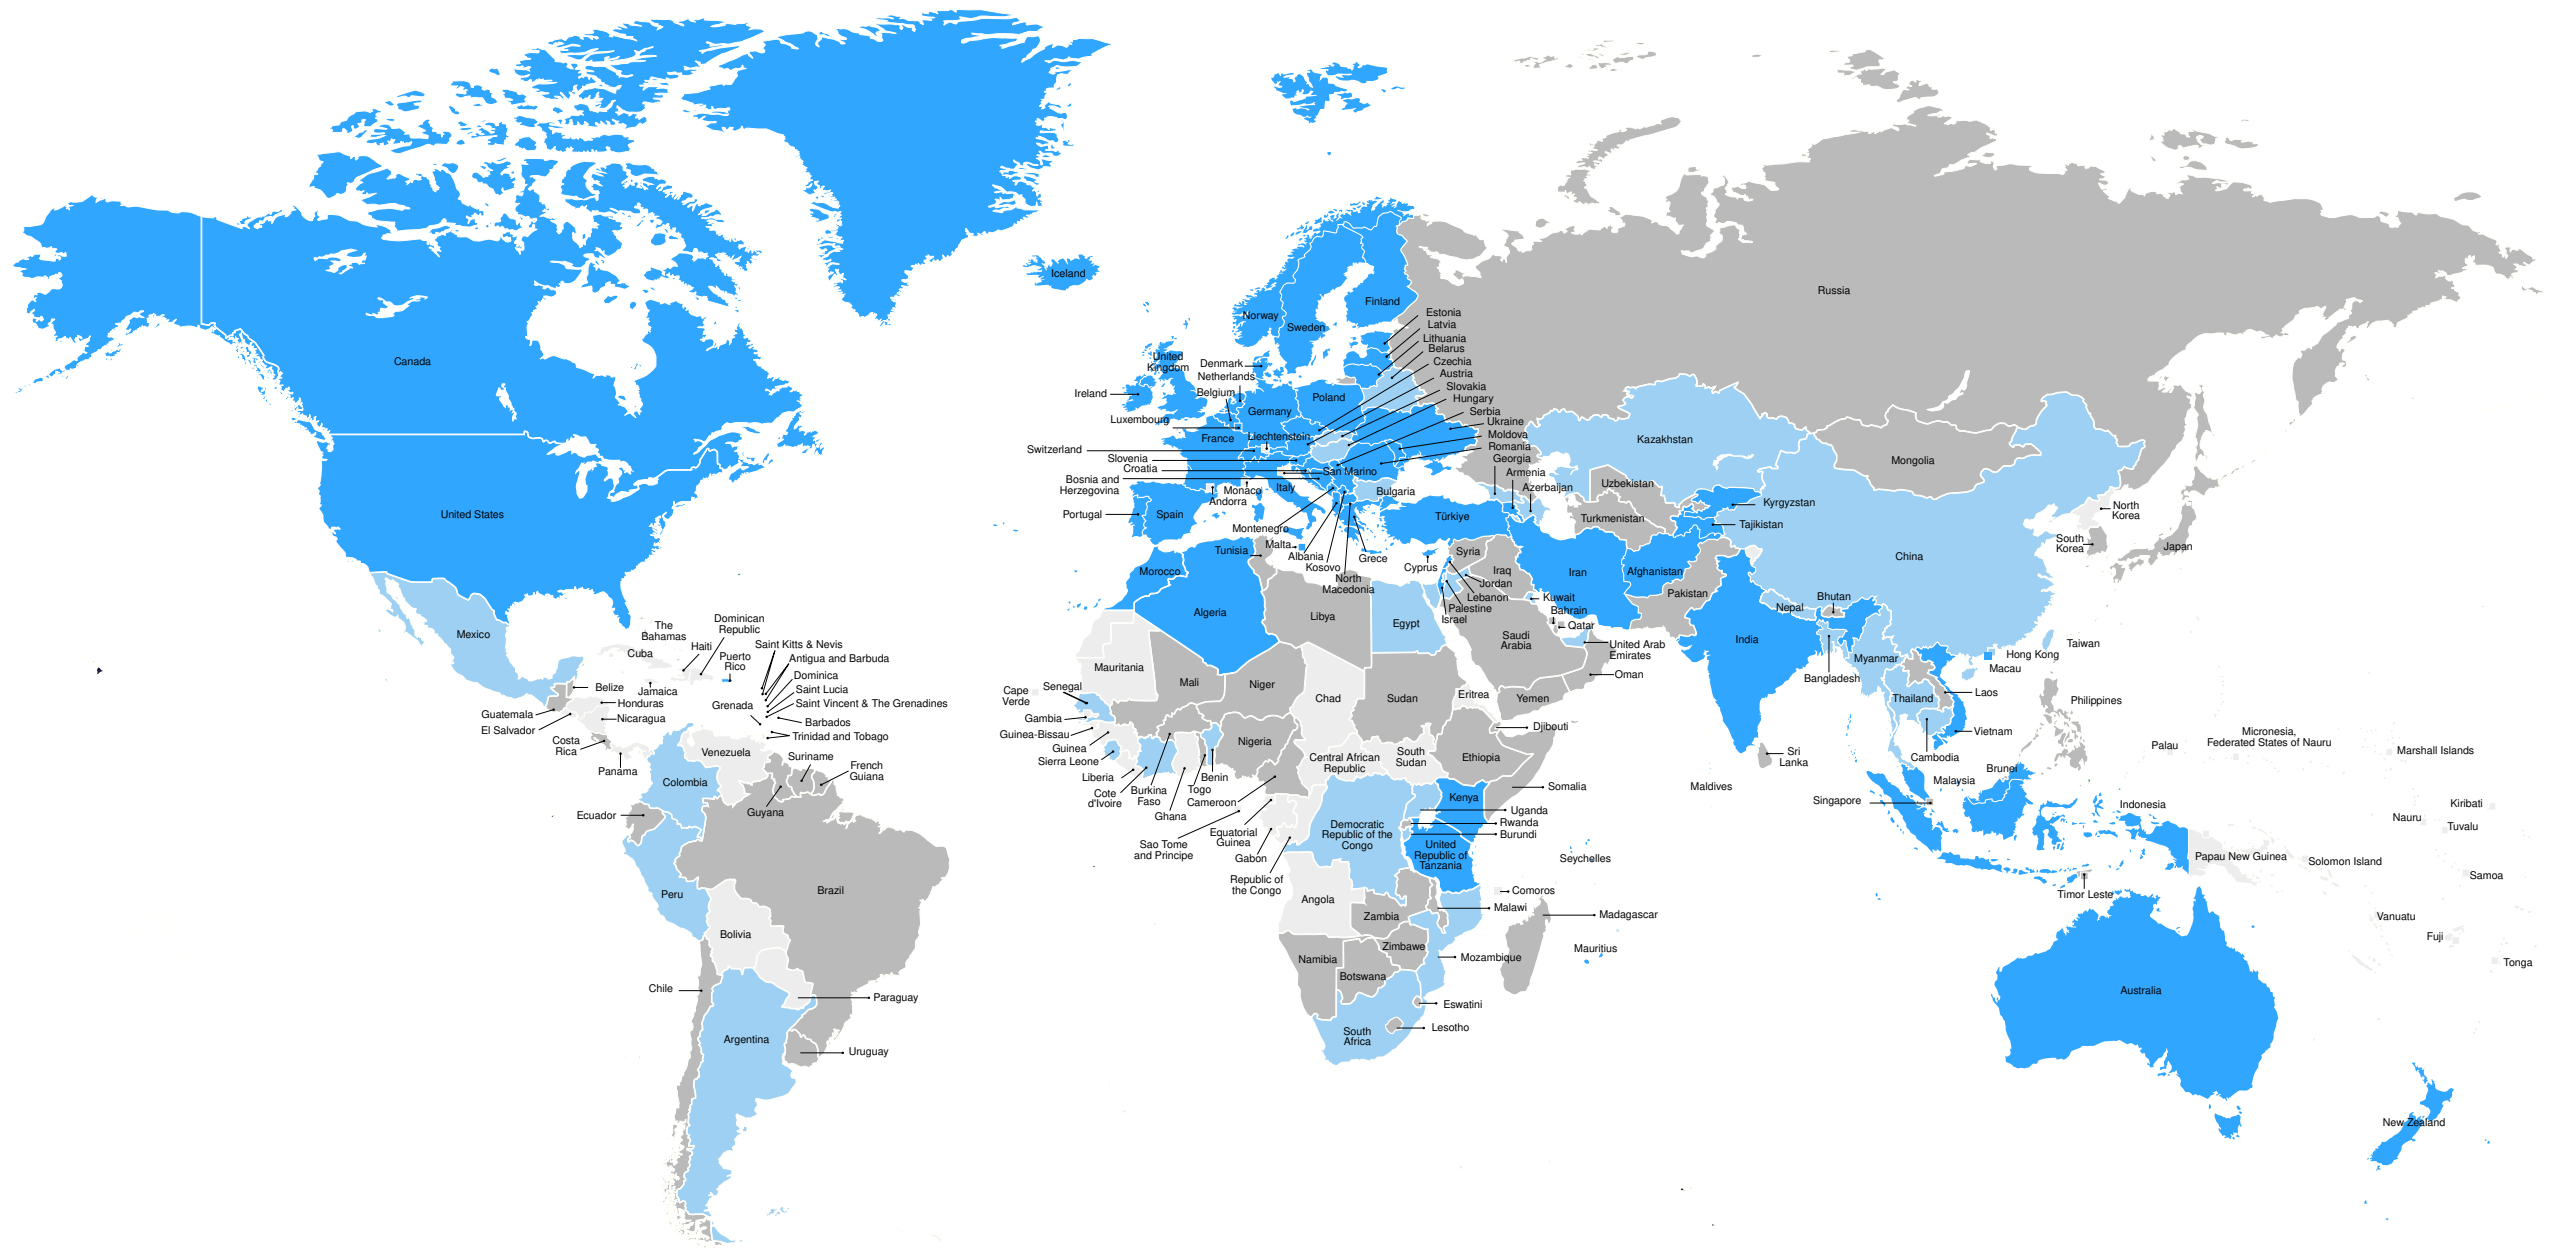 Canada
United States
Mexico
The
Bahamas
Cuba
Haiti
Dominican
Republic
Puerto
Rico
Jamaica
Saint Kitts & Nevis
Antigua and Barbuda
Dominica
Saint Lucia
Saint Vincent & The Grenadines
Grenada
Barbados
Trinidad and Tobago
Belize
Honduras
Nicaragua
Guatemala
El Salvador
Costa
Rica
Panama
Venezuela
Colombia
Suriname
French
Guiana
Guyana
Ecuador
Peru
Brazil
Bolivia
Chile
Paraguay
Argentina
Uruguay
Iceland
Norway
Sweden
Finland
United
Kingdom
Ireland
Denmark
Netherlands
Belgium
Luxembourg
Germany
Poland
France
Liechtenstein
Switzerland
Slovenia
Croatia
Bosnia and
Herzegovina
Portugal
Spain
Andorra
Monaco
Italy
San Marino
Estonia
Latvia
Lithuania
Belarus
Czechia
Austria
Slovakia
Hungary
Serbia
Ukraine
Moldova
Romania
Georgia
Armenia
Azerbaijan
Bulgaria
Türkiye
Montenegro
Malta
Albania
Kosovo
North
Macedonia
Greece
Cyprus
Russia
Kazakhstan
Uzbekistan
Turkmenistan
Kyrgyzstan
Tajikistan
Mongolia
China
North
Korea
South
Korea
Japan
Syria
Iraq
Jordan
Lebanon
Palestine
Israel
Iran
Afghanistan
Pakistan
Kuwait
Bahrain
Qatar
Saudi
Arabia
United Arab
Emirates
Oman
Yemen
India
Nepal
Bhutan
Bangladesh
Myanmar
Thailand
Laos
Vietnam
Cambodia
Taiwan
Hong Kong
Macau
Philippines
Sri
Lanka
Maldives
Malaysia
Brunei
Singapore
Indonesia
Timor Leste
Palau
Micronesia,
Federated States of Nauru
Marshall Islands
Kiribati
Nauru
Tuvalu
Papau New Guinea
Solomon Island
Samoa
Vanuatu
Fuji
Tonga
Australia
New Zealand
Tunisia
Morocco
Algeria
Libya
Egypt
Mauritania
Mali
Niger
Chad
Sudan
Eritrea
Djibouti
Cape
Verde
Senegal
Gambia
Guinea-Bissau
Guinea
Sierra Leone
Liberia
Cote
d'Ivoire
Burkina
Faso
Ghana
Togo
Benin
Nigeria
Cameroon
Central African
Republic
South
Sudan
Ethiopia
Somalia
Sao Tome
and Principe
Equatorial
Guinea
Gabon
Republic of
the Congo
Democratic
Republic of the
Congo
Kenya
Uganda
Rwanda
Burundi
United
Republic of
Tanzania
Seychelles
Comoros
Angola
Zambia
Malawi
Madagascar
Mauritius
Mozambique
Zimbawe
Namibia
Botswana
Eswatini
Lesotho
South
Africa